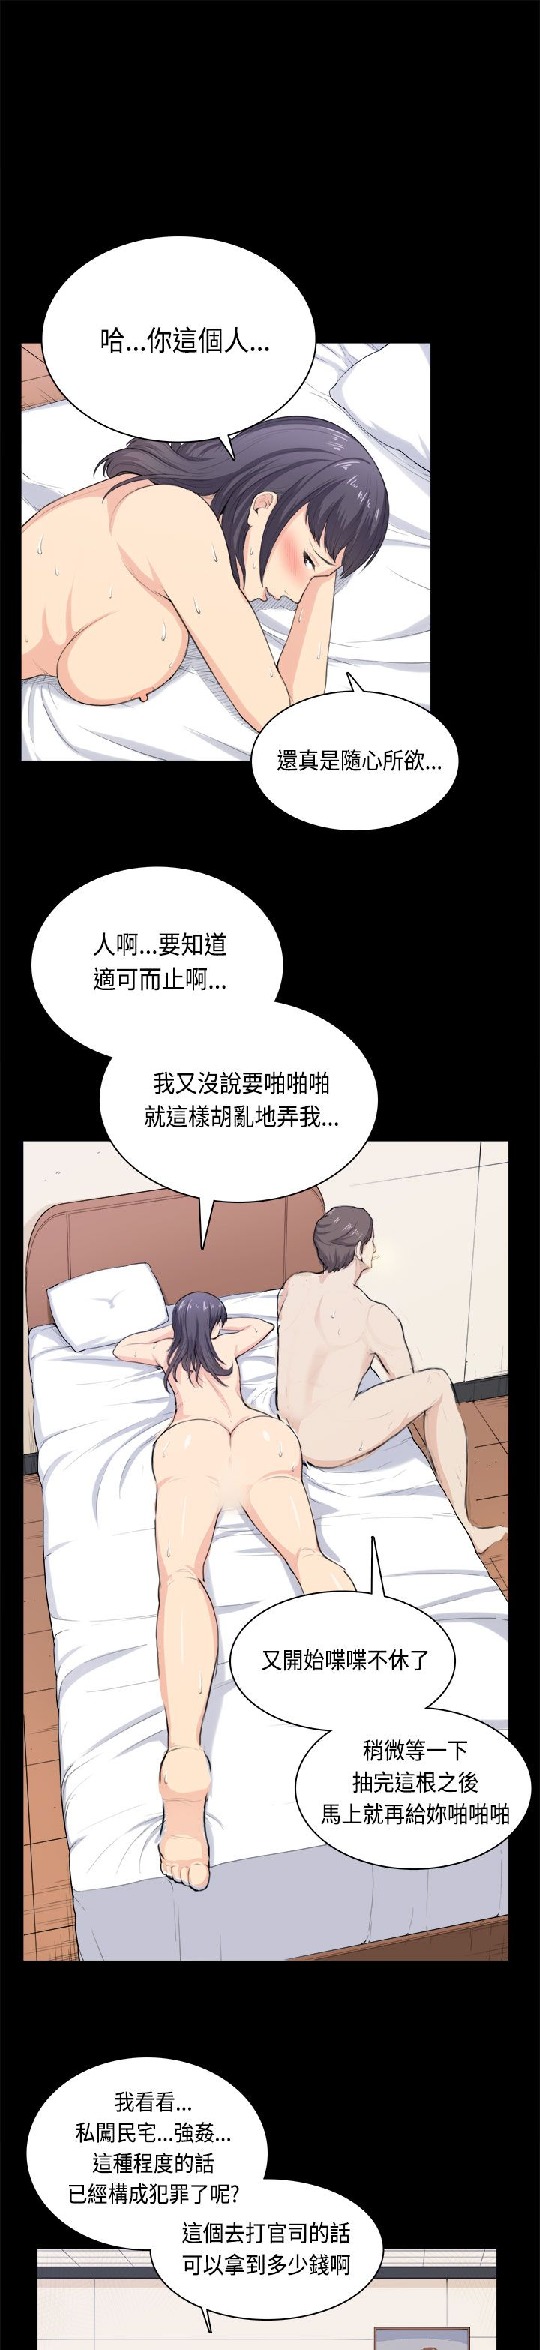 哈...你這個人...
還真是隨心所欲...
人啊...要知道
適可而止啊...
我又沒說要啪啪啪
就這樣胡亂地弄我...
又開始喋喋不休了
稍微等一下
抽完這根之後
馬上就再給妳啪啪啪
我看看...
私闖民宅...強姦...
這種程度的話
已經構成犯罪了呢?
這個去打官司的話
可以拿到多少錢啊